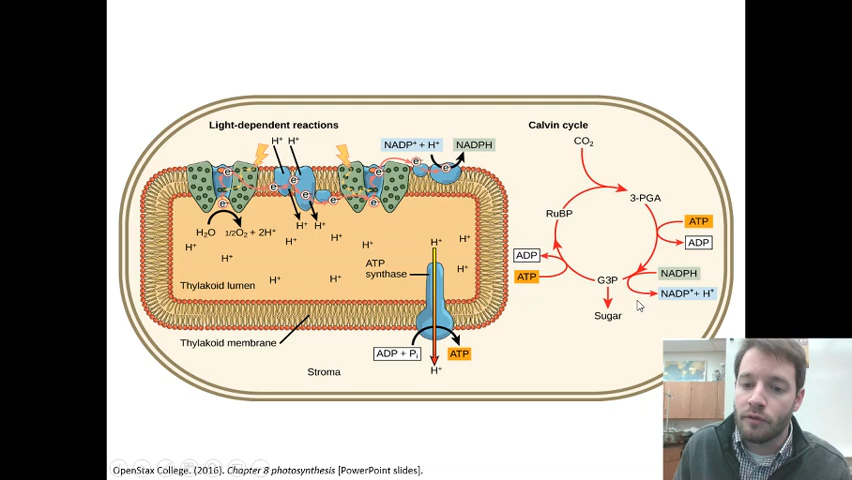 Light-dependent reactions
H⁺ H⁺
NADP⁺ + H⁺
NADPH
e⁻
e⁻
e⁻
e⁻
e⁻
e⁻
e⁻
e⁻
e⁻
e⁻
e⁻
H₂O
1/2O₂ + 2H⁺
H⁺ H⁺
H⁺
H⁺
H⁺
H⁺
H⁺
H⁺
H⁺
H⁺
H⁺
H⁺
ATP
synthase
Thylakoid lumen
Thylakoid membrane
ADP + Pᵢ
ATP
H⁺
Stroma
Calvin cycle
CO₂
3-PGA
RuBP
ATP
ADP
ADP
ATP
G3P
NADPH
NADP⁺+ H⁺
Sugar
OpenStax College. (2016). Chapter 8 photosynthesis [PowerPoint slides].